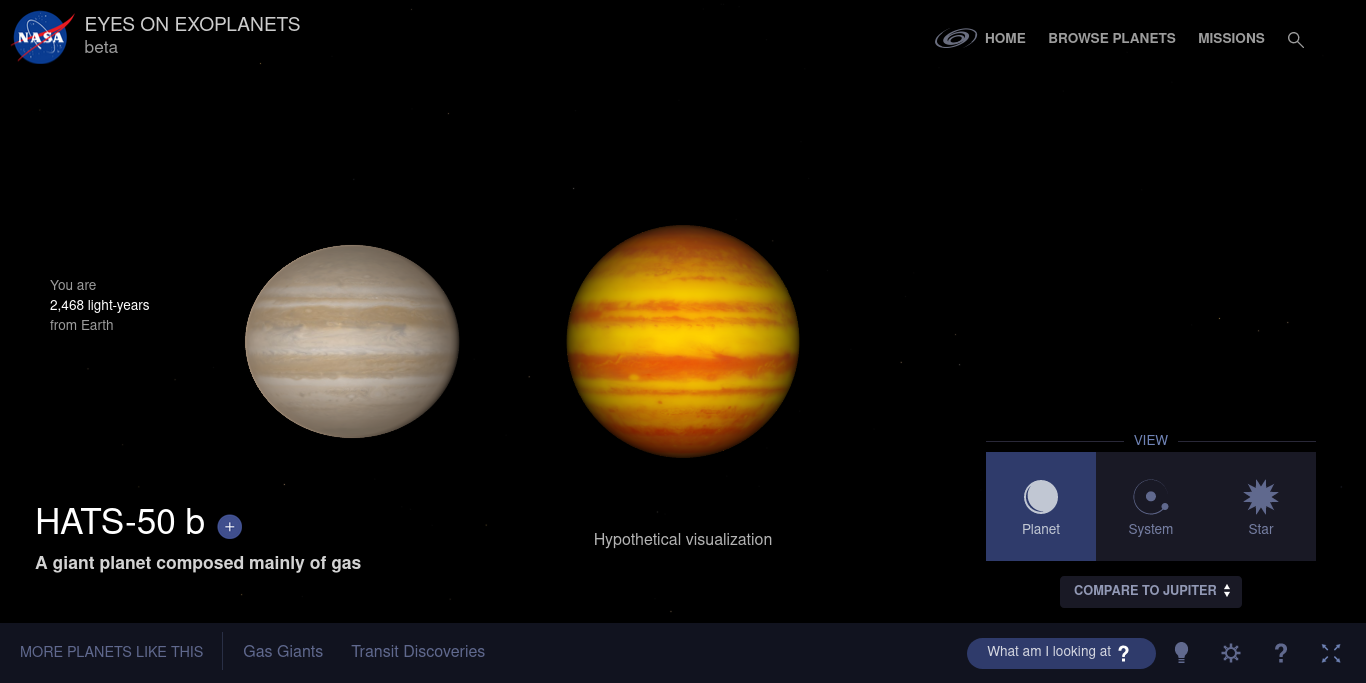 NASA
EYES ON EXOPLANETS
beta
HOME
BROWSE PLANETS
MISSIONS
You are
2,468 light-years
from Earth
HATS-50 b
A giant planet composed mainly of gas
Hypothetical visualization
VIEW
Planet
System
Star
COMPARE TO JUPITER
MORE PLANETS LIKE THIS
Gas Giants
Transit Discoveries
What am I looking at ?
?